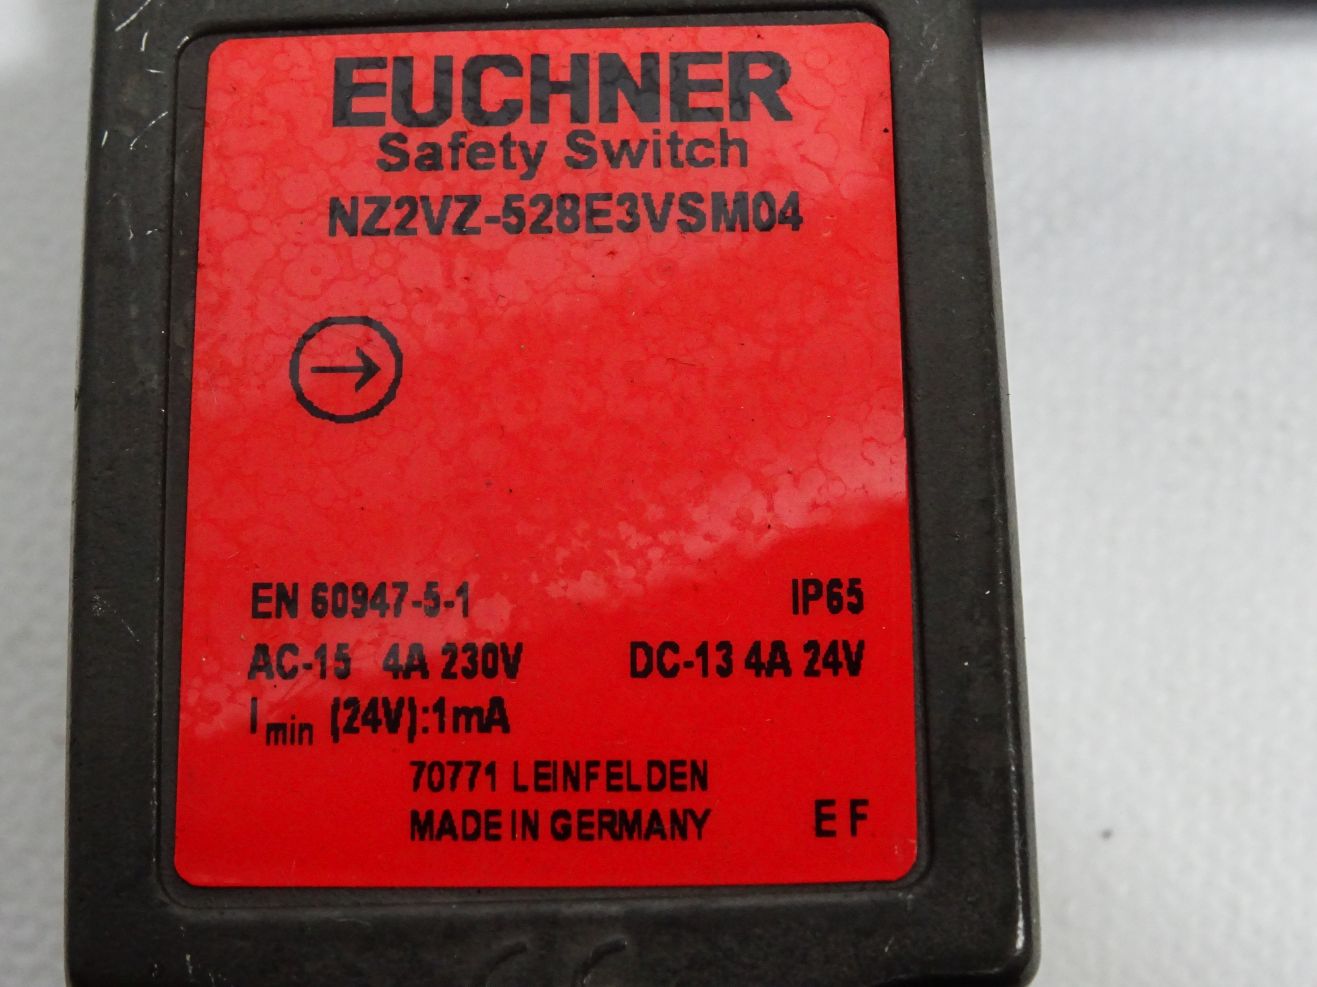 EUCHNER
Safety Switch
NZ2VZ-528E3VSM04
EN 60947-5-1 IP65
AC-15 4A 230V DC-13 4A 24V
I min (24V):1mA
70771 LEINFELDEN
MADE IN GERMANY E F